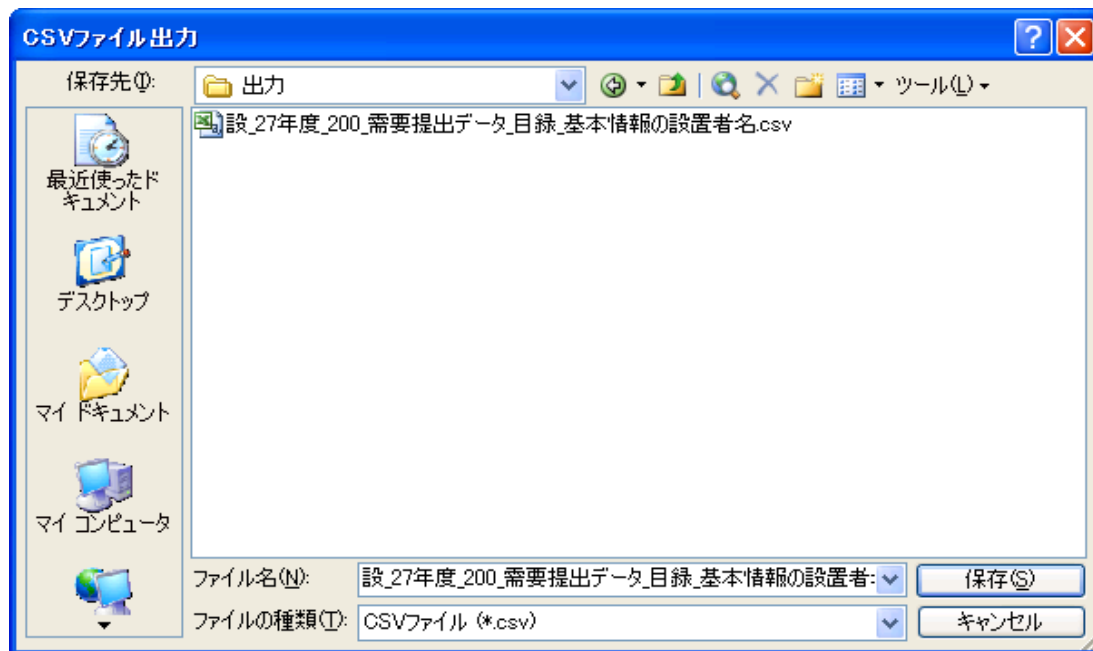 CSVファイル出力
保存先(I):
出力
ツール(L)
設_27年度_200_需要提出データ_目録_基本情報の設置者名.csv
最近使ったド
キュメント
デスクトップ
マイ ドキュメント
マイ コンピュータ
ファイル名(N):
設_27年度_200_需要提出データ_目録_基本情報の設置者
保存(S)
ファイルの種類(T):
CSVファイル (*.csv)
キャンセル